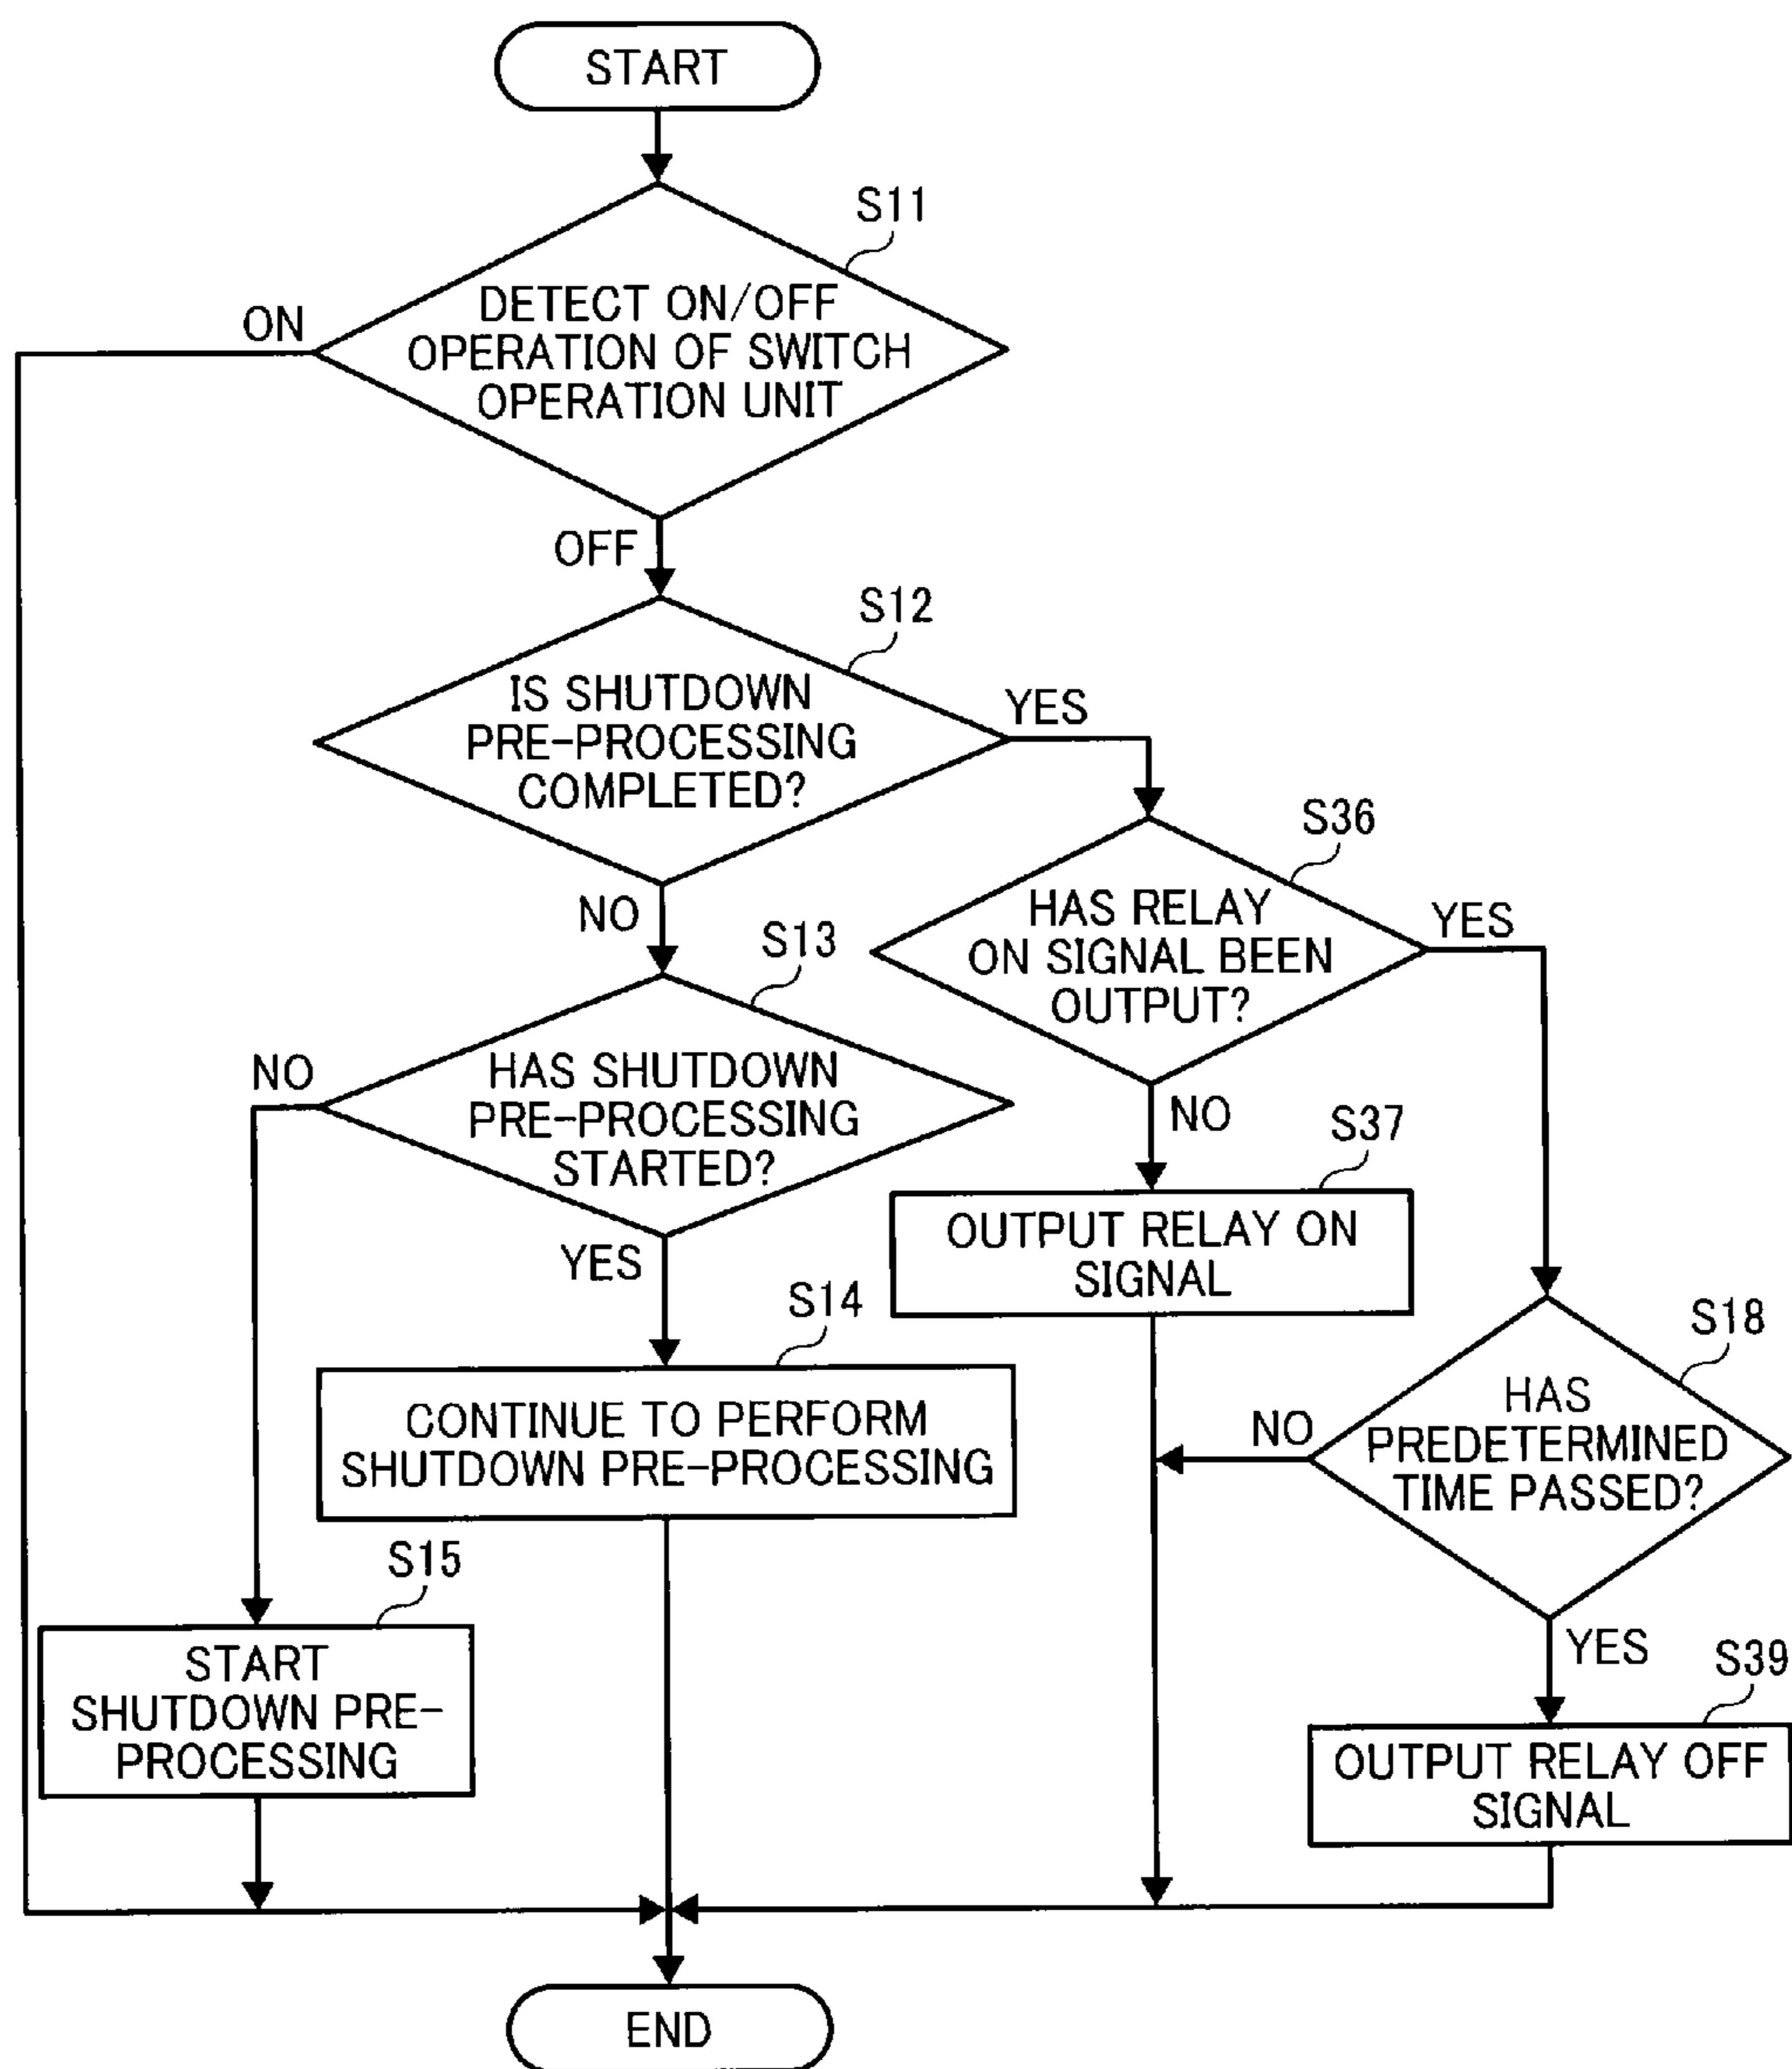 START
S11
DETECT ON/OFF
OPERATION OF SWITCH
OPERATION UNIT
ON
OFF
S12
IS SHUTDOWN
PRE-PROCESSING
COMPLETED?
YES
NO
S36
HAS RELAY
ON SIGNAL BEEN
OUTPUT?
YES
NO
S13
HAS SHUTDOWN
PRE-PROCESSING
STARTED?
NO
YES
S37
OUTPUT RELAY ON
SIGNAL
S14
CONTINUE TO PERFORM
SHUTDOWN PRE-PROCESSING
S18
HAS
PREDETERMINED
TIME PASSED?
NO
YES
S15
START
SHUTDOWN PRE-
PROCESSING
S39
OUTPUT RELAY OFF
SIGNAL
END